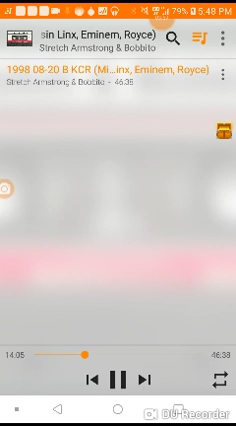 79% 5:48 PM
sin Linx, Eminem, Royce)
Stretch Armstrong & Bobbito
1998 08-20 B KCR (Mi...inx, Eminem, Royce)
Stretch Armstrong & Bobbito - 46:38
14:05
46:38
DU Recorder